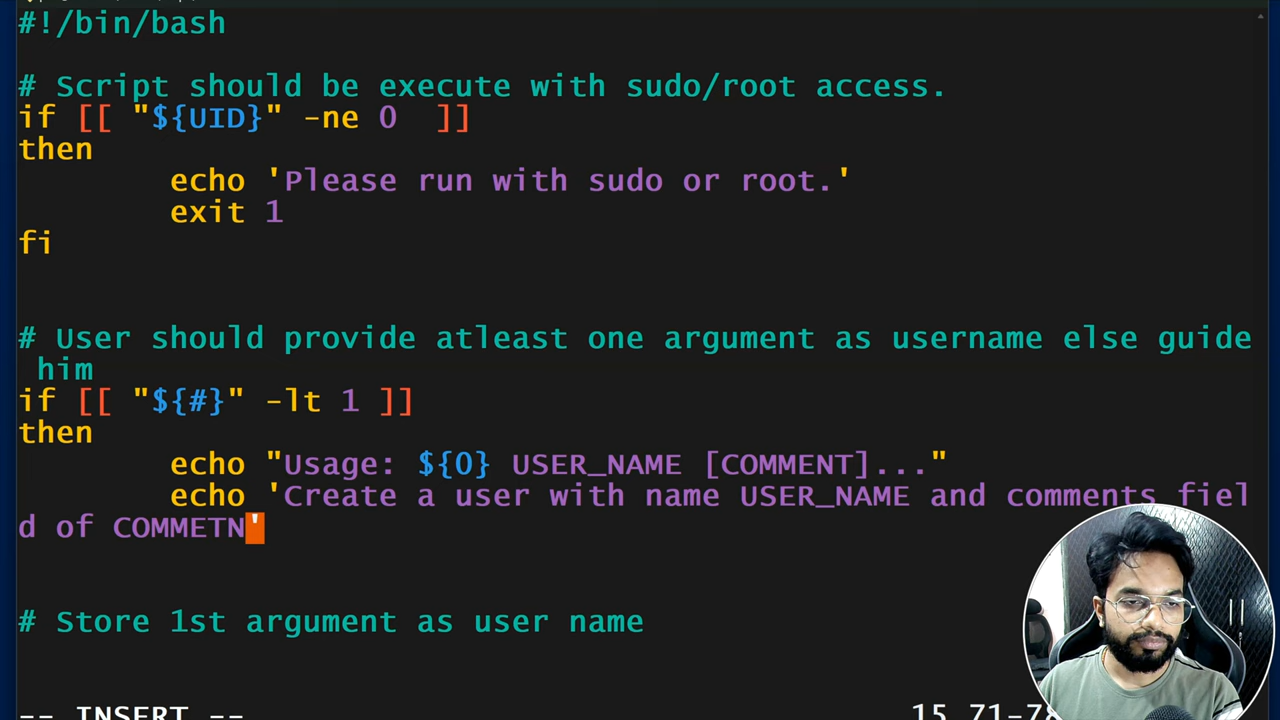 #!/bin/bash
# Script should be execute with sudo/root access.
if [[ "${UID}" -ne 0  ]]
then
echo 'Please run with sudo or root.'
exit 1
fi
# User should provide atleast one argument as username else guide
him
if [[ "${#}" -lt 1 ]]
then
echo "Usage: ${0} USER_NAME [COMMENT]..."
echo 'Create a user with name USER_NAME and comments fiel
d of COMMETN'
# Store 1st argument as user name
-- INSERT --
15,71-78